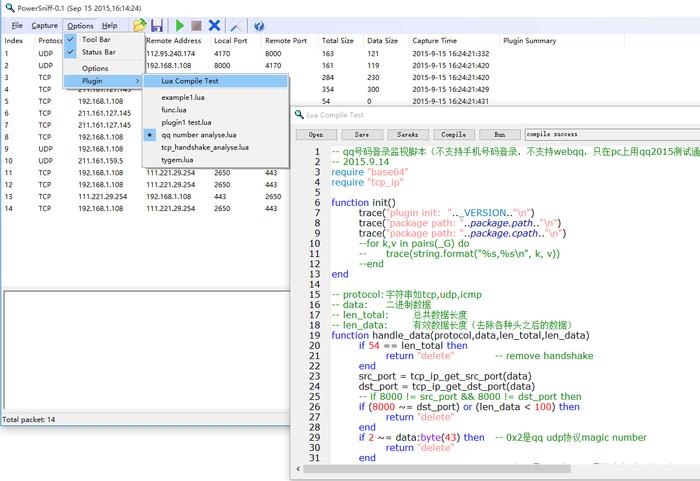 PowerSniff-0.1 (Sep 15 2015,16:14:24)
File Capture Options Help
Index Protoc Remote Address Local Port Remote Port Total Size Data Size Capture Time Plugin Summary
Tool Bar
Status Bar
Options
Plugin
Lua Compile Test
example1.lua
func.lua
plugin1 test.lua
qq number analyse.lua
tcp_handshake_analyse.lua
tygem.lua
1 UDP 112.95.240.174 4170 8000 163 121 2015-9-15 16:24:21:332
2 UDP 192.168.1.108 8000 4170 161 119 2015-9-15 16:24:21:389
3 TCP 284 230 2015-9-15 16:24:21:420
4 TCP 211.161.127.145 354 300 2015-9-15 16:24:21:429
5 TCP 192.168.1.108 54 0 2015-9-15 16:24:21:431
6 TCP 211.161.127.145
7 TCP 211.161.127.145
8 TCP 192.168.1.108
9 UDP 192.168.1.108
10 UDP 211.161.159.5
11 TCP 111.221.29.254 2650 443
12 TCP 192.168.1.108 443 2650
13 TCP 111.221.29.254 2650 443
14 TCP 192.168.1.108 443 2650
Total packet: 14
Lua Compile Test
Open Save SaveAs Compile Run compile success
1 -- qq号码登录监视脚本（不支持手机号码登录，不支持webqq，只在pc上用qq2015测试通
2 -- 2015.9.14
3 require "base64"
4 require "tcp_ip"
5
6 function init()
7 trace("plugin init: ".._VERSION.."\n")
8 trace("package path: "..package.path.."\n")
9 trace("package cpath: "..package.cpath.."\n")
10 --for k,v in pairs(_G) do
11 -- trace(string.format("%s,%s\n", k, v))
12 --end
13 end
14
15 -- protocol:字符串如tcp,udp,icmp
16 -- data: 二进制数据
17 -- len_total: 总共数据长度
18 -- len_data: 有效数据长度（去除各种头之后的数据）
19 function handle_data(protocol,data,len_total,len_data)
20 if 54 == len_total then
21 return "delete" -- remove handshake
22 end
23 src_port = tcp_ip_get_src_port(data)
24 dst_port = tcp_ip_get_dst_port(data)
25 -- if 8000 != src_port && 8000 != dst_port then
26 if (8000 ~= dst_port) or (len_data < 100) then
27 return "delete"
28 end
29 if 2 ~= data:byte(43) then -- 0x2是qq udp协议magic number
30 return "delete"
31 end